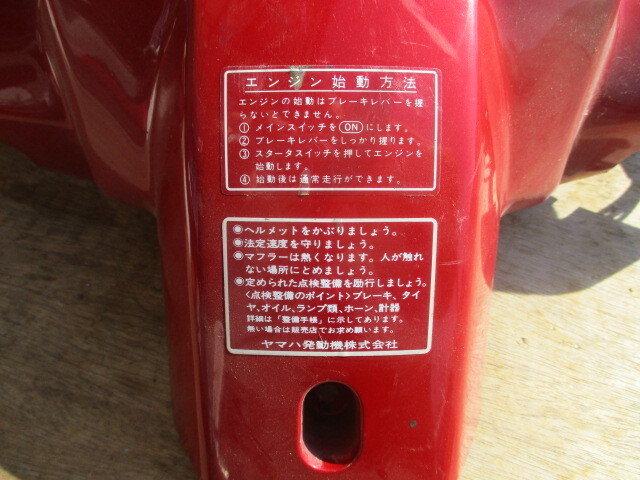 エンジン始動方法
エンジンの始動はブレーキレバーを握
らないとできません。
① メインスイッチを ON にします。
② ブレーキレバーをしっかり握ります。
③ スタータスイッチを押してエンジンを
始動します。
④ 始動後は通常走行ができます。
◉ヘルメットをかぶりましょう。
◉法定速度を守りましょう。
◉マフラーは熱くなります。人が触れ
ない場所にとめましょう。
◉定められた点検整備を励行しましょう。
〈点検整備のポイント〉ブレーキ、タイ
ヤ、オイル、ランプ類、ホーン、計器
詳細は「整備手帳」に示してあります。
無い場合は販売店でお求め願います。
ヤマハ発動機株式会社